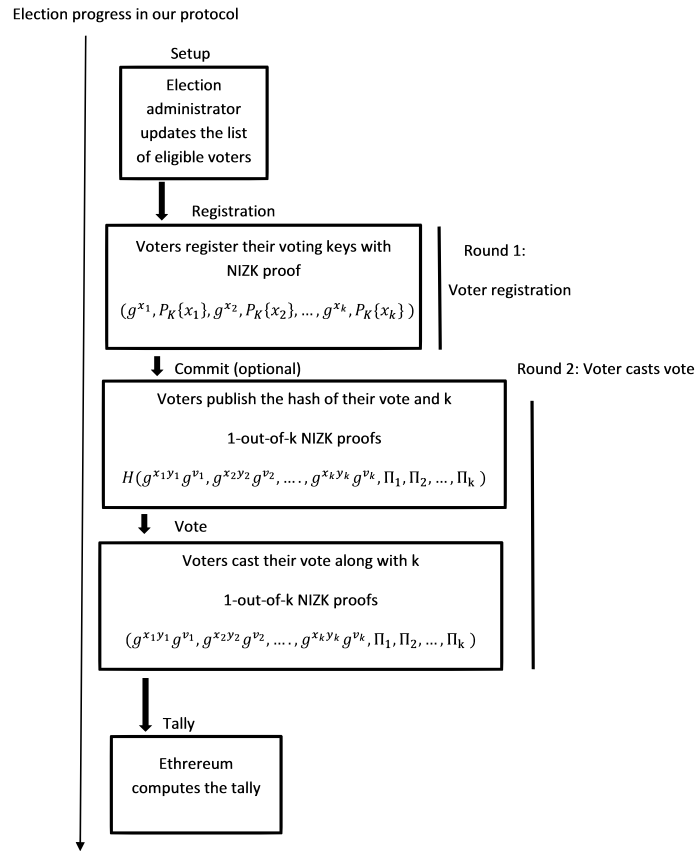 Election progress in our protocol
Setup
Election
administrator
updates the list
of eligible voters
Registration
Voters register their voting keys with
NIZK proof
(g^{x_1}, P_K{x_1}, g^{x_2}, P_K{x_2}, ..., g^{x_k}, P_K{x_k} )
Round 1:
Voter registration
Commit (optional)
Round 2: Voter casts vote
Voters publish the hash of their vote and k
1-out-of-k NIZK proofs
H(g^{x_1y_1}g^{v_1}, g^{x_2y_2}g^{v_2}, ...., g^{x_ky_k}g^{v_k}, Π_1, Π_2, ..., Π_k )
Vote
Voters cast their vote along with k
1-out-of-k NIZK proofs
(g^{x_1y_1}g^{v_1}, g^{x_2y_2}g^{v_2}, ...., g^{x_ky_k}g^{v_k}, Π_1, Π_2, ..., Π_k )
Tally
Ethrereum
computes the tally